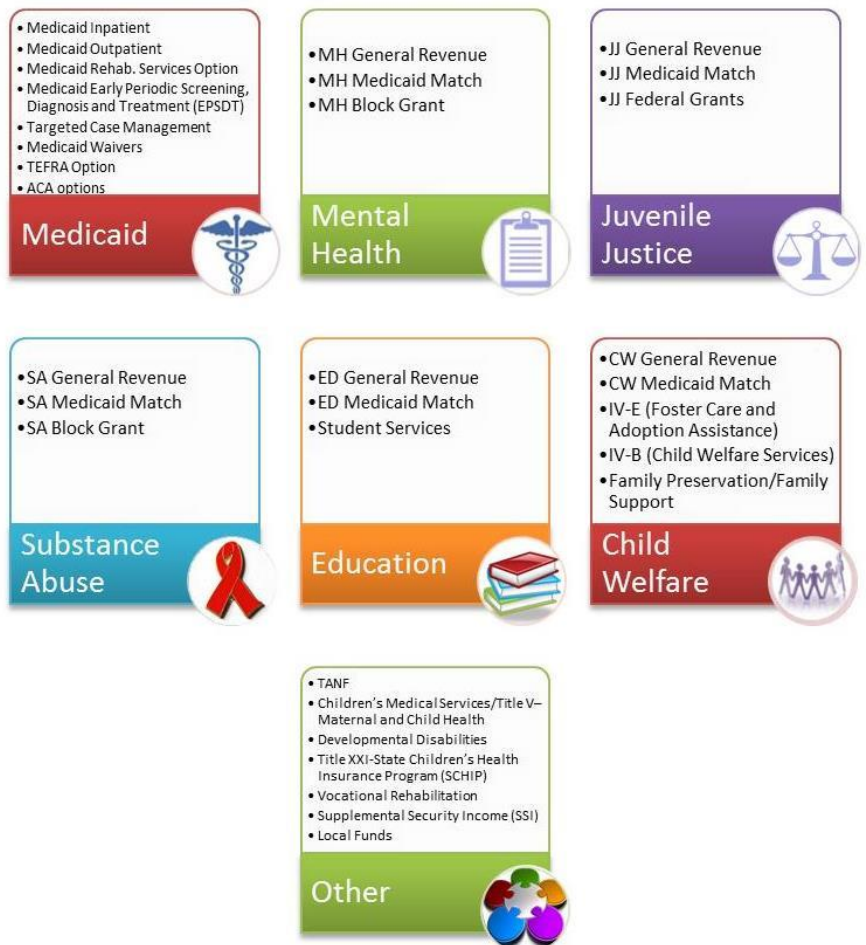 • Medicaid Inpatient
• Medicaid Outpatient
• Medicaid Rehab. Services Option
• Medicaid Early Periodic Screening,
Diagnosis and Treatment (EPSDT)
• Targeted Case Management
• Medicaid Waivers
• TEFRA Option
• ACA options
Medicaid
• MH General Revenue
• MH Medicaid Match
• MH Block Grant
Mental
Health
• JJ General Revenue
• JJ Medicaid Match
• JJ Federal Grants
Juvenile
Justice
• SA General Revenue
• SA Medicaid Match
• SA Block Grant
Substance
Abuse
• ED General Revenue
• ED Medicaid Match
• Student Services
Education
• CW General Revenue
• CW Medicaid Match
• IV-E (Foster Care and
Adoption Assistance)
• IV-B (Child Welfare Services)
• Family Preservation/Family
Support
Child
Welfare
• TANF
• Children's Medical Services/Title V–
Maternal and Child Health
• Developmental Disabilities
• Title XXI-State Children's Health
Insurance Program (SCHIP)
• Vocational Rehabilitation
• Supplemental Security Income (SSI)
• Local Funds
Other